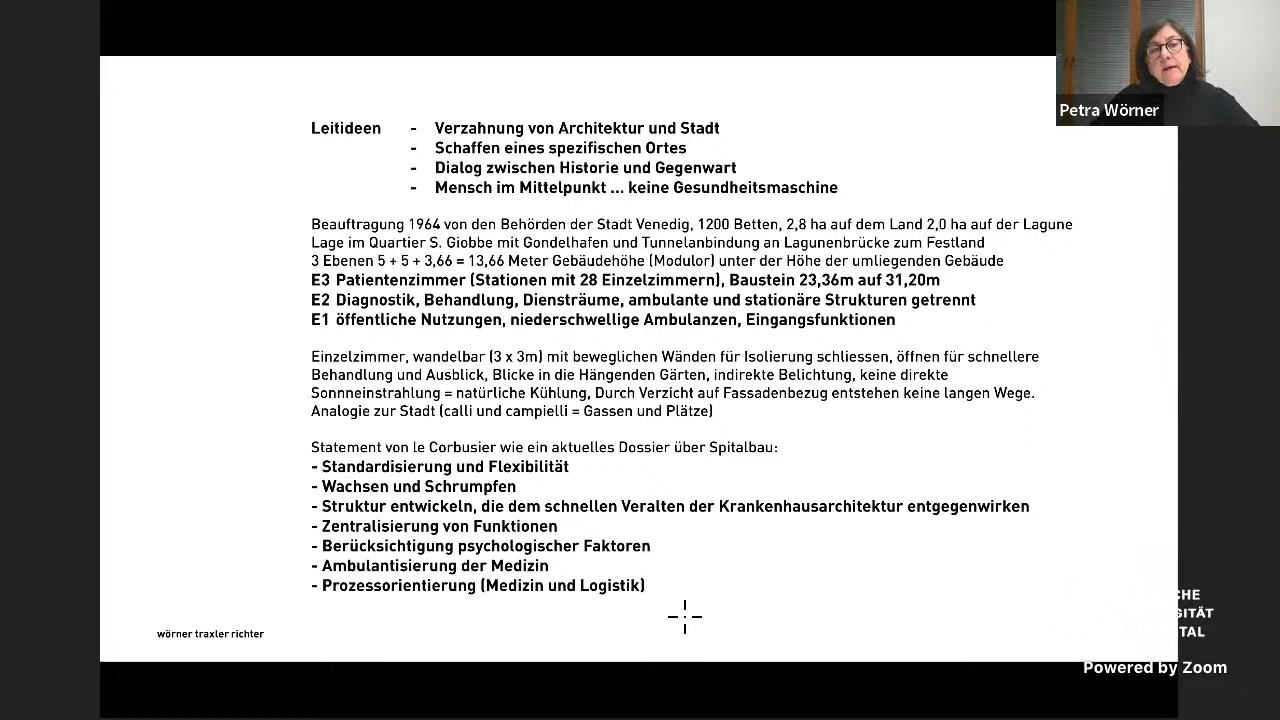 Petra Wörner
Leitideen - Verzahnung von Architektur und Stadt
- Schaffen eines spezifischen Ortes
- Dialog zwischen Historie und Gegenwart
- Mensch im Mittelpunkt ... keine Gesundheitsmaschine
Beauftragung 1964 von den Behörden der Stadt Venedig, 1200 Betten, 2,8 ha auf dem Land 2,0 ha auf der Lagune
Lage im Quartier S. Giobbe mit Gondelhafen und Tunnelanbindung an Lagunenbrücke zum Festland
3 Ebenen 5 + 5 + 3,66 = 13,66 Meter Gebäudehöhe (Modulor) unter der Höhe der umliegenden Gebäude
E3 Patientenzimmer (Stationen mit 28 Einzelzimmern), Baustein 23,36m auf 31,20m
E2 Diagnostik, Behandlung, Diensträume, ambulante und stationäre Strukturen getrennt
E1 öffentliche Nutzungen, niederschwellige Ambulanzen, Eingangsfunktionen
Einzelzimmer, wandelbar (3 x 3m) mit beweglichen Wänden für Isolierung schliessen, öffnen für schnellere
Behandlung und Ausblick, Blicke in die Hängenden Gärten, indirekte Belichtung, keine direkte
Sonnneinstrahlung = natürliche Kühlung, Durch Verzicht auf Fassadenbezug entstehen keine langen Wege.
Analogie zur Stadt (calli und campielli = Gassen und Plätze)
Statement von le Corbusier wie ein aktuelles Dossier über Spitalbau:
- Standardisierung und Flexibilität
- Wachsen und Schrumpfen
- Struktur entwickeln, die dem schnellen Veralten der Krankenhausarchitektur entgegenwirken
- Zentralisierung von Funktionen
- Berücksichtigung psychologischer Faktoren
- Ambulantisierung der Medizin
- Prozessorientierung (Medizin und Logistik)
wörner traxler richter
Powered by Zoom